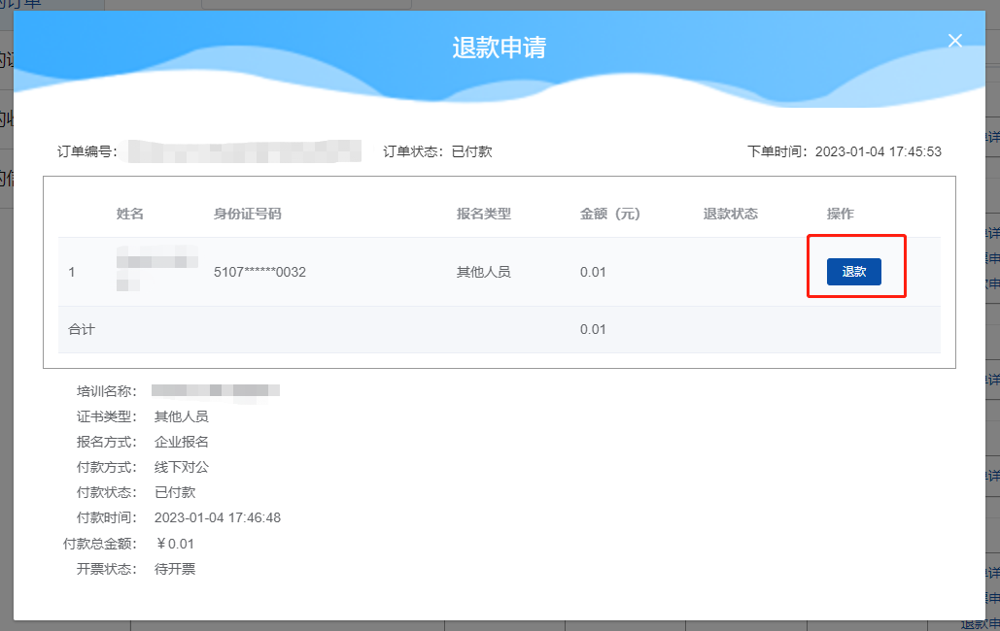 退款申请
订单编号： 订单状态：已付款 下单时间：2023-01-04 17:45:53
姓名 身份证号码 报名类型 金额（元） 退款状态 操作
1 5107******0032 其他人员 0.01 退款
合计 0.01
培训名称：
证书类型： 其他人员
报名方式： 企业报名
付款方式： 线下对公
付款状态： 已付款
付款时间： 2023-01-04 17:46:48
付款总金额： ￥0.01
开票状态： 待开票